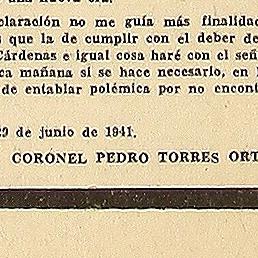 claración no me guía más finalidad
s que la de cumplir con el deber de
Cárdenas e igual cosa haré con el seño
ca mañana si se hace necesario, en l
de entablar polémica por no encont
29 de junio de 1941.
CORONEL PEDRO TORRES ORT